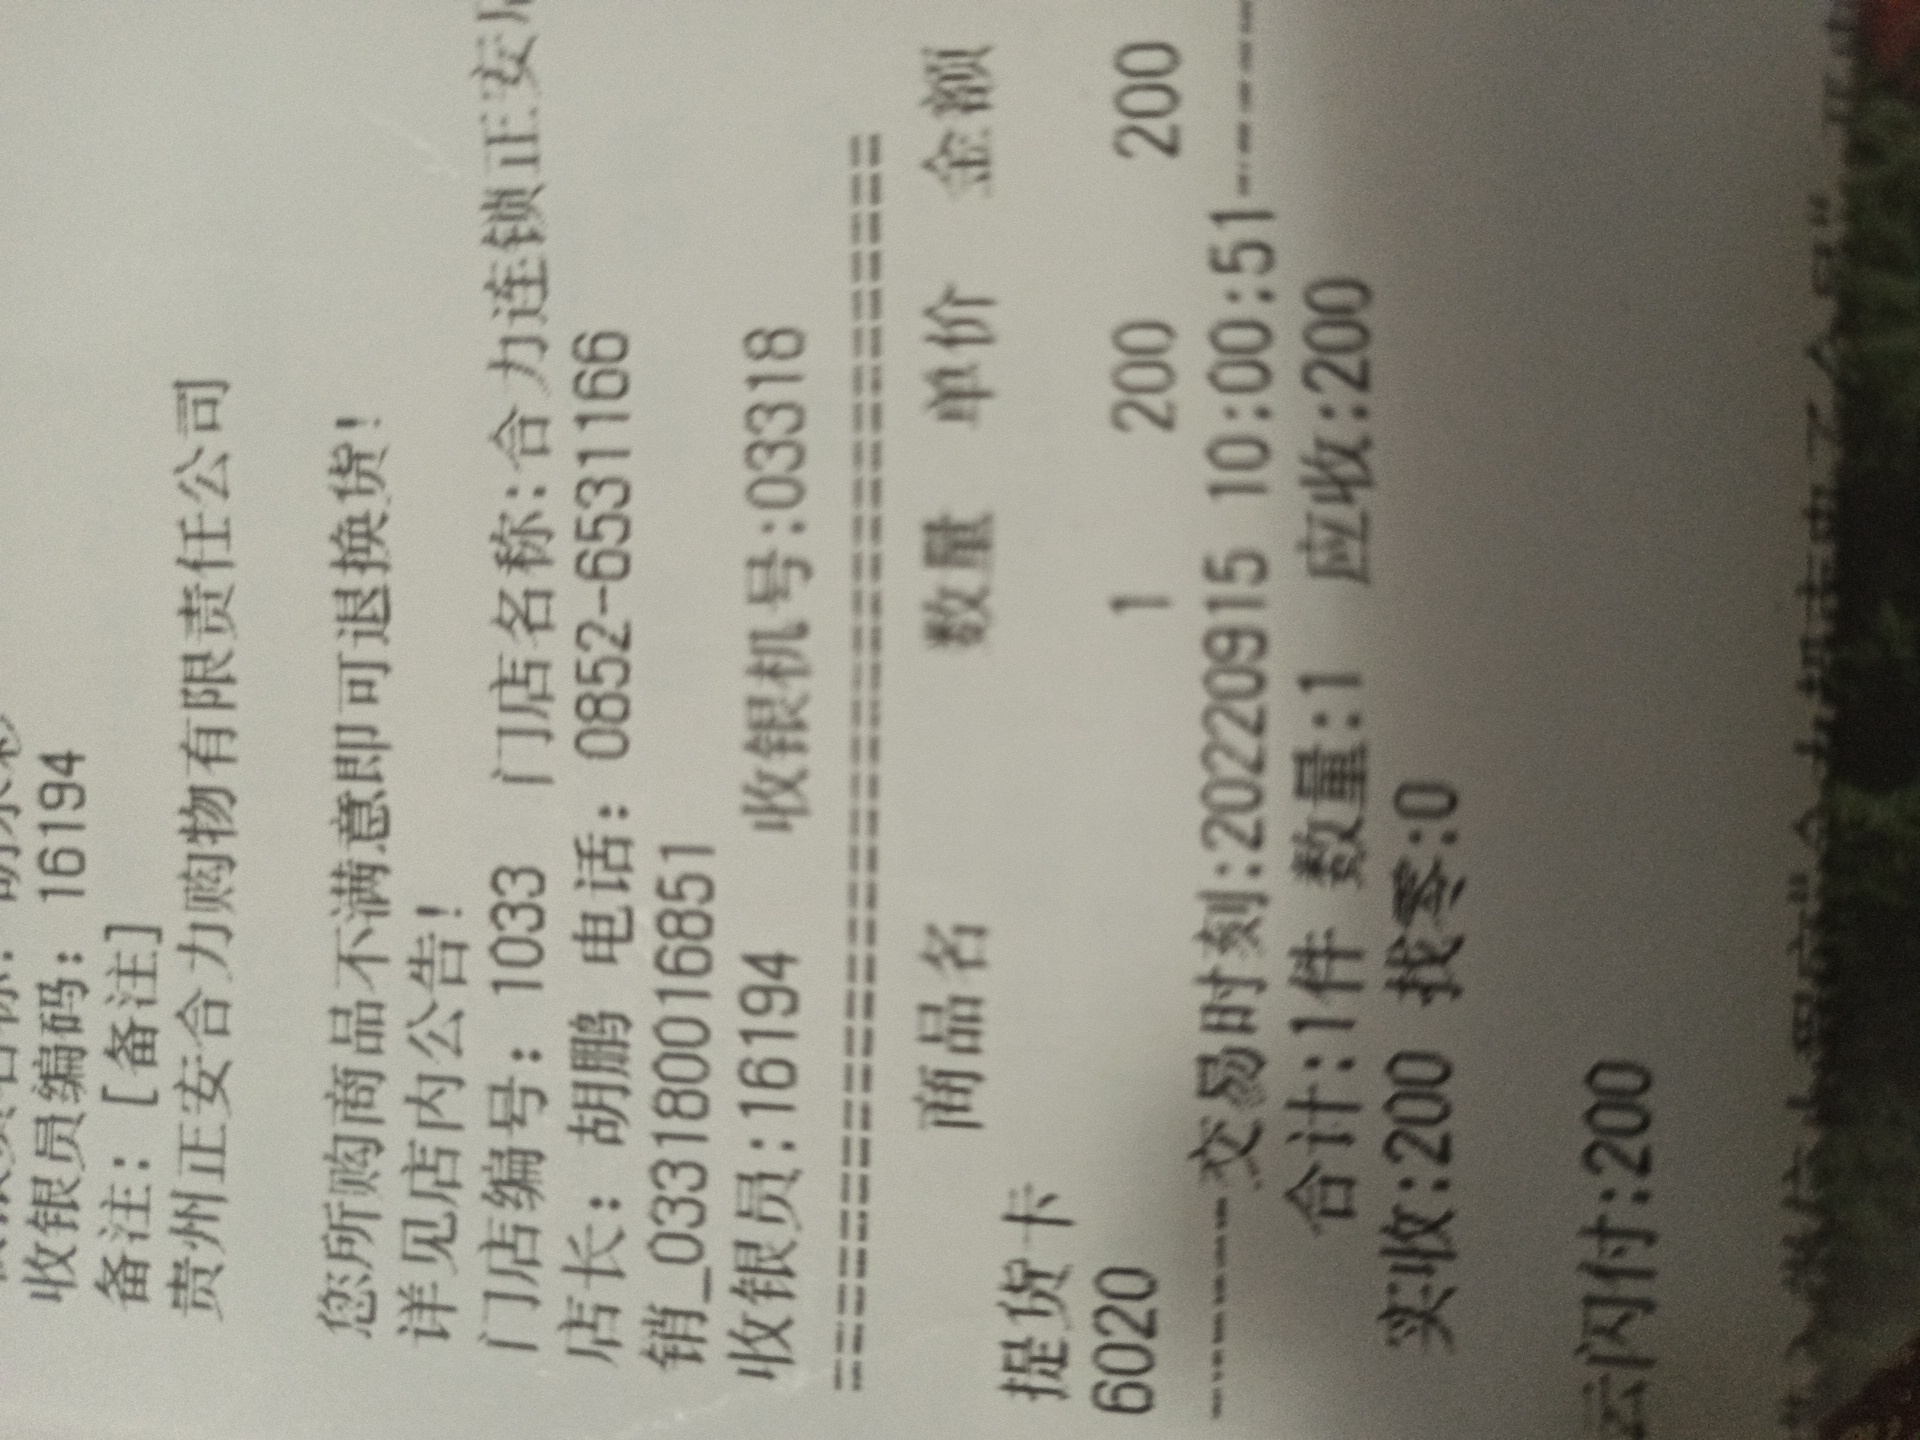 收银员编码: 16194
备注: [备注]
贵州正安合力购物有限责任公司
您所购商品不满意即可退换货!
详见店内公告!
门店编号: 1033 门店名称:合力连锁正安
店长: 胡鹏 电话: 0852-6531166
销_033180016851
收银员:16194 收银机号:03318
================================
商品名 数量 单价 金额
提货卡
6020 1 200 200
--------交易时刻:20220915 10:00:51--------
合计:1件 数量:1 应收:200
实收:200 找零:0
云闪付:200